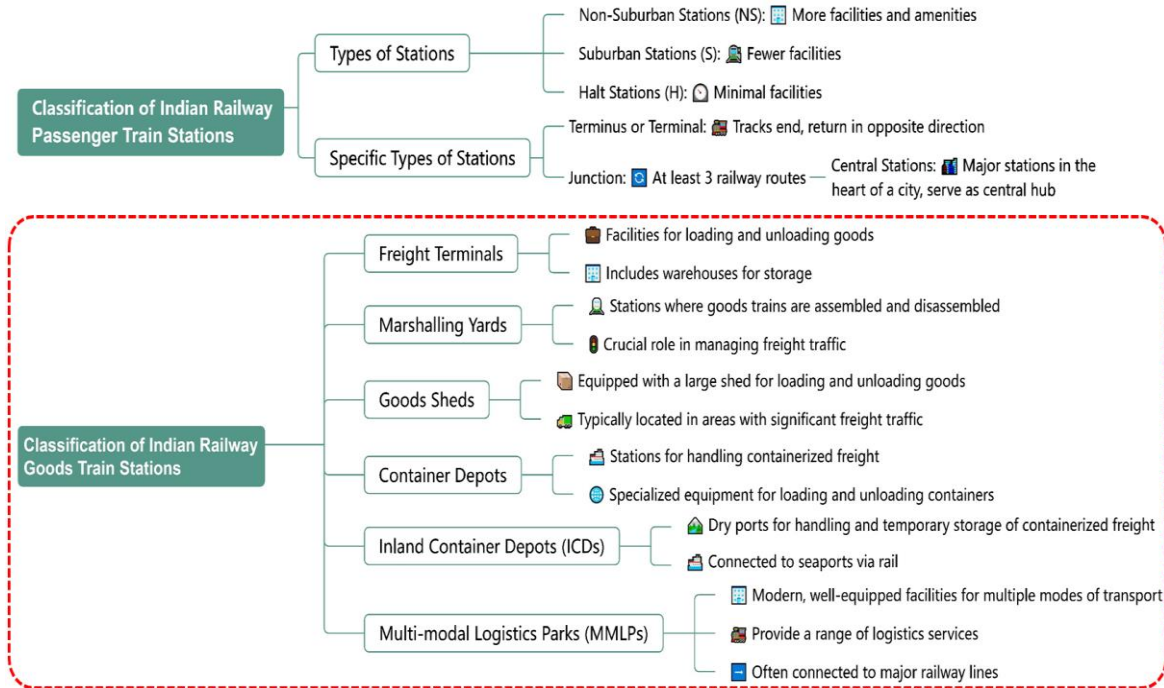 Classification of Indian Railway
Passenger Train Stations
Types of Stations
Non-Suburban Stations (NS): More facilities and amenities
Suburban Stations (S): Fewer facilities
Halt Stations (H): Minimal facilities
Specific Types of Stations
Terminus or Terminal: Tracks end, return in opposite direction
Junction: At least 3 railway routes
Central Stations: Major stations in the
heart of a city, serve as central hub
Classification of Indian Railway
Goods Train Stations
Freight Terminals
Facilities for loading and unloading goods
Includes warehouses for storage
Marshalling Yards
Stations where goods trains are assembled and disassembled
Crucial role in managing freight traffic
Goods Sheds
Equipped with a large shed for loading and unloading goods
Typically located in areas with significant freight traffic
Container Depots
Stations for handling containerized freight
Specialized equipment for loading and unloading containers
Inland Container Depots (ICDs)
Dry ports for handling and temporary storage of containerized freight
Connected to seaports via rail
Multi-modal Logistics Parks (MMLPs)
Modern, well-equipped facilities for multiple modes of transport
Provide a range of logistics services
Often connected to major railway lines